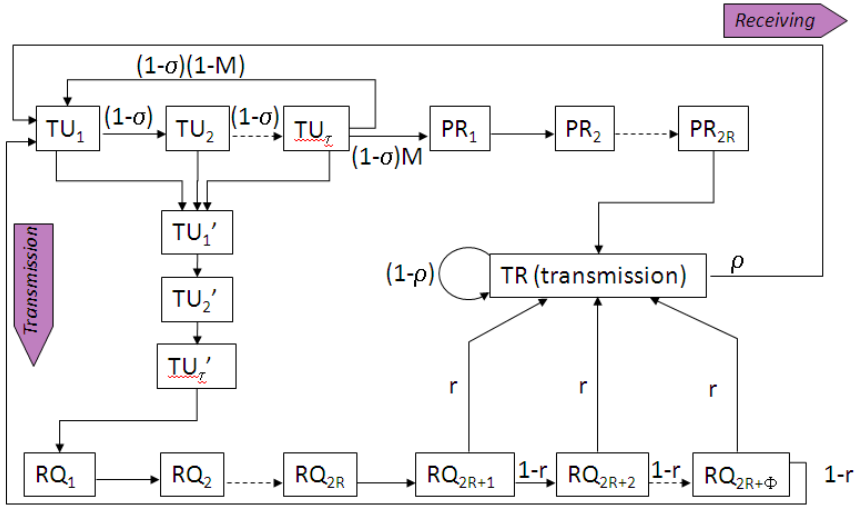 Receiving
(1-σ)(1-M)
TU₁
(1-σ)
TU₂
(1-σ)
TUτ
(1-σ)M
PR₁
PR₂
PR₂R
Transmission
TU₁’
TU₂’
TUτ’
(1-ρ)
TR (transmission)
ρ
r
r
r
RQ₁
RQ₂
RQ₂R
RQ₂R+1
1-r
RQ₂R+2
1-r
RQ₂R+Φ
1-r